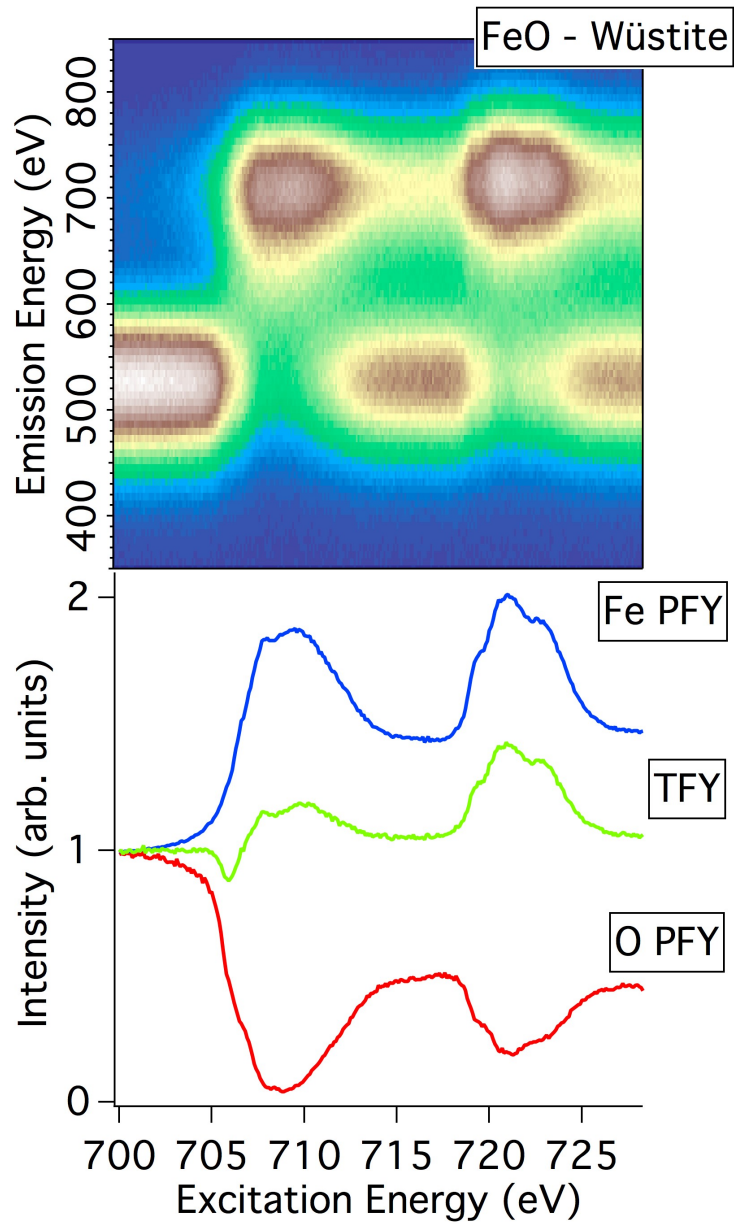 FeO - Wüstite
800
700
600
500
400
Emission Energy (eV)
2
1
0
Intensity (arb. units)
Fe PFY
TFY
O PFY
700 705 710 715 720 725
Excitation Energy (eV)